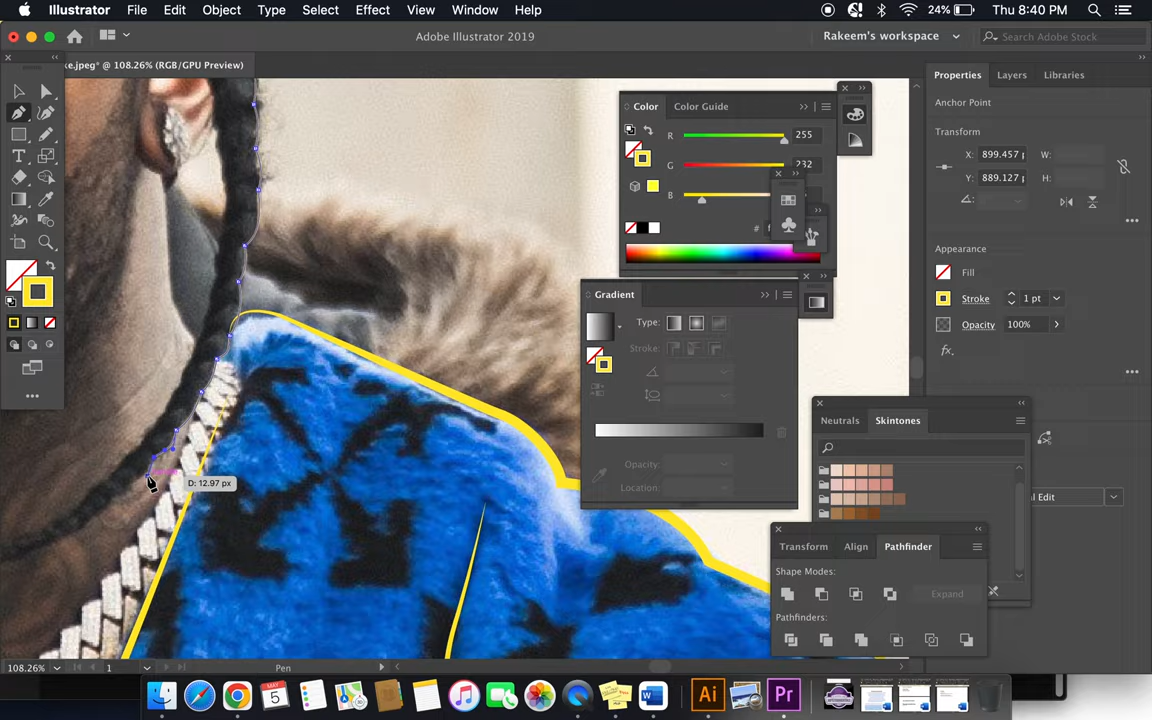 Illustrator File Edit Object Type Select Effect View Window Help 24% Thu 8:40 PM
Adobe Illustrator 2019 Rakeem's workspace Search Adobe Stock
ke.jpeg* @ 108.26% (RGB/GPU Preview)
Properties Layers Libraries
Color Color Guide
Anchor Point
Transform
R 255
X: 899.457 p W:
G 232
Y: 889.127 p H:
B
#
Appearance
Fill
Stroke 1 pt
Opacity 100%
fx.
Gradient
Type:
Stroke:
Opacity:
Location:
Neutrals Skintones
D: 12.97 px
al Edit
Transform Align Pathfinder
Shape Modes:
Expand
Pathfinders:
108.26% 1 Pen
MAY
5
Ai
Pr